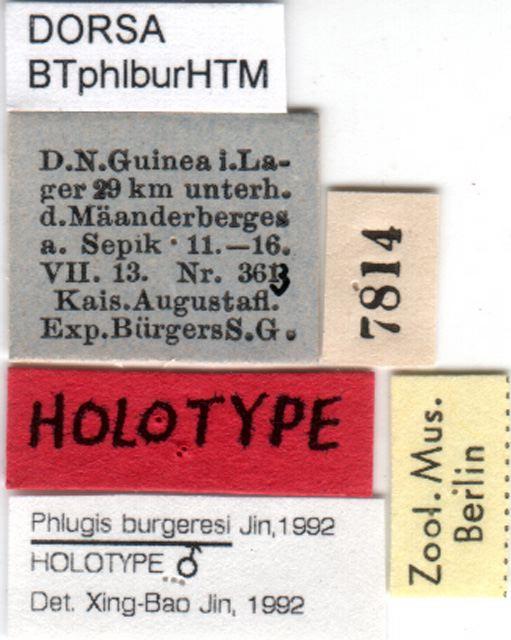 DORSA
BTphlburHTM
D.N.Guinea i.La-
ger 29 km unterh.
d.Mäanderberges
a. Sepik · 11.—16.
VII. 13. Nr. 
Kais.Augustafl.
Exp.BürgersS.G.
7814
HOLOTYPE
Zool. Mus.
Berlin
Phlugis burgeresi Jin,1992
HOLOTYPE ♂
Det. Xing-Bao Jin, 1992